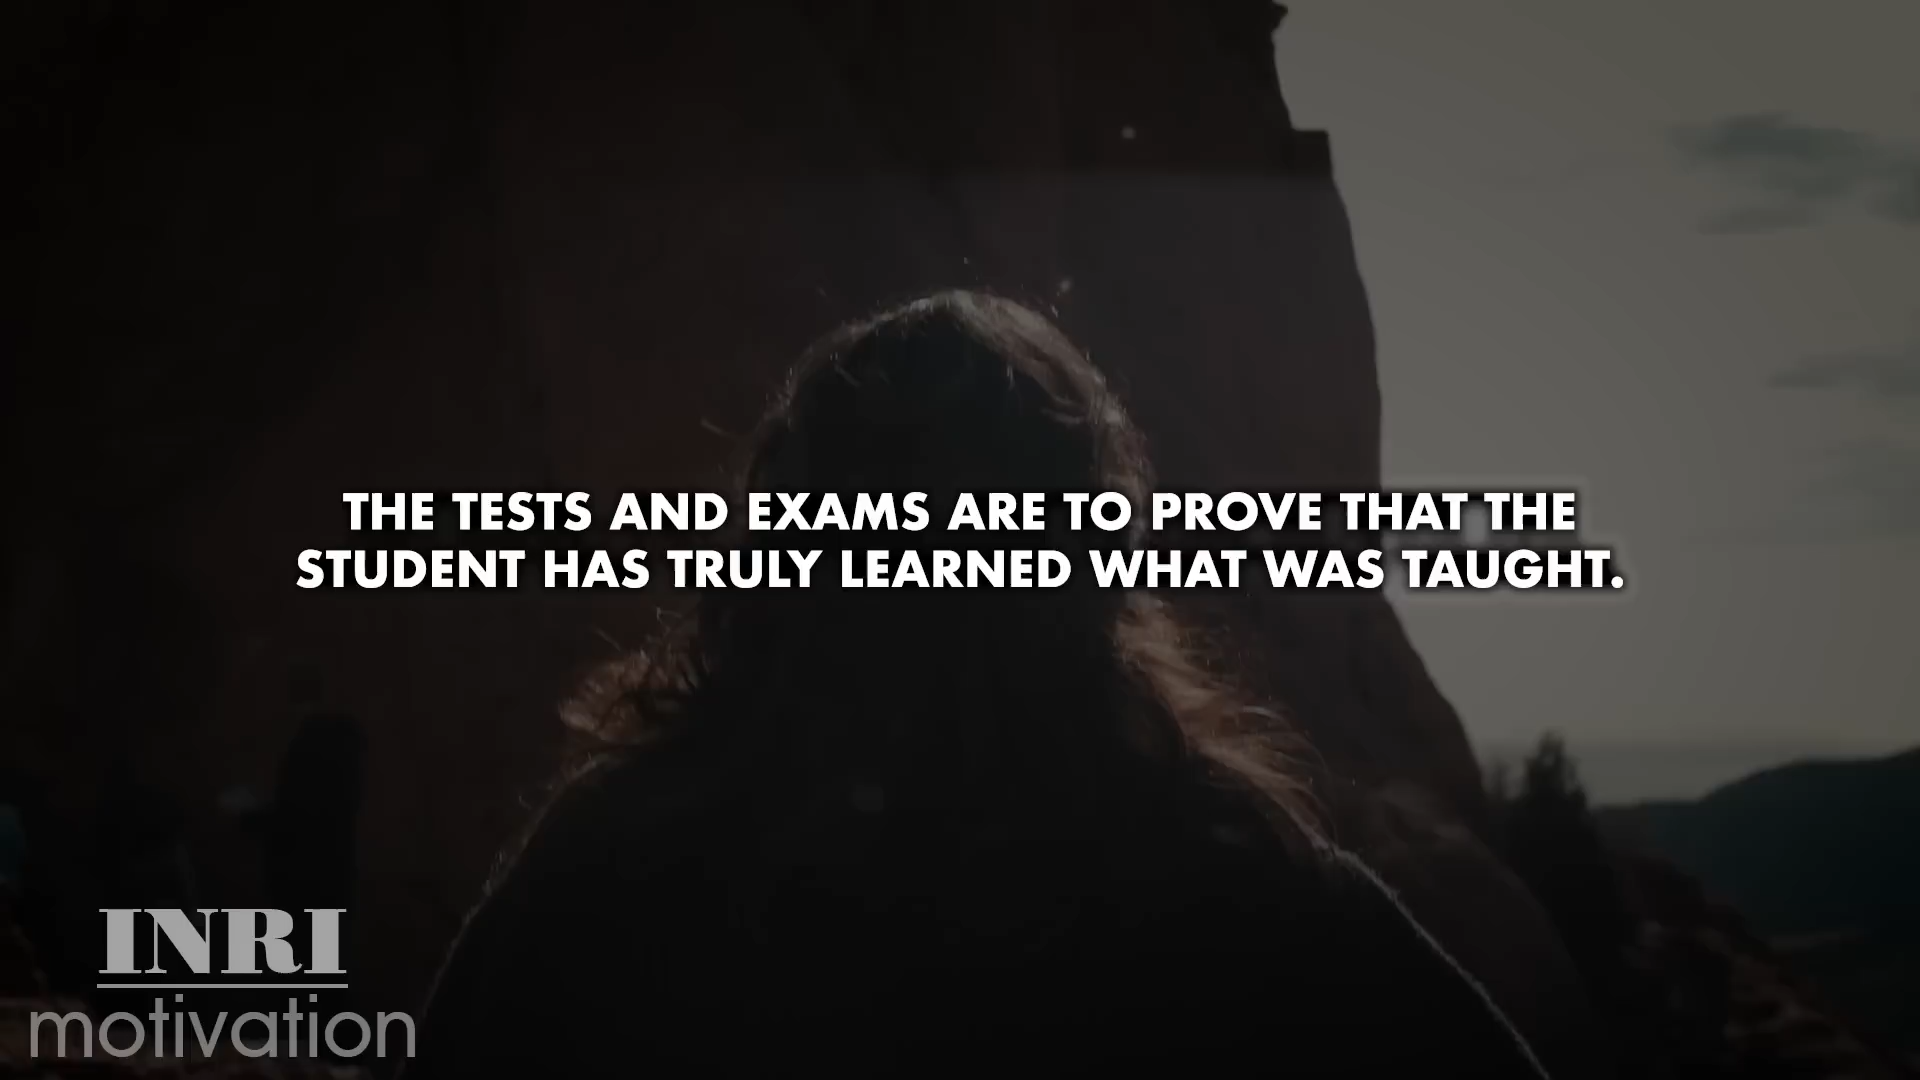 THE TESTS AND EXAMS ARE TO PROVE THAT THE
STUDENT HAS TRULY LEARNED WHAT WAS TAUGHT.
INRI
motivation